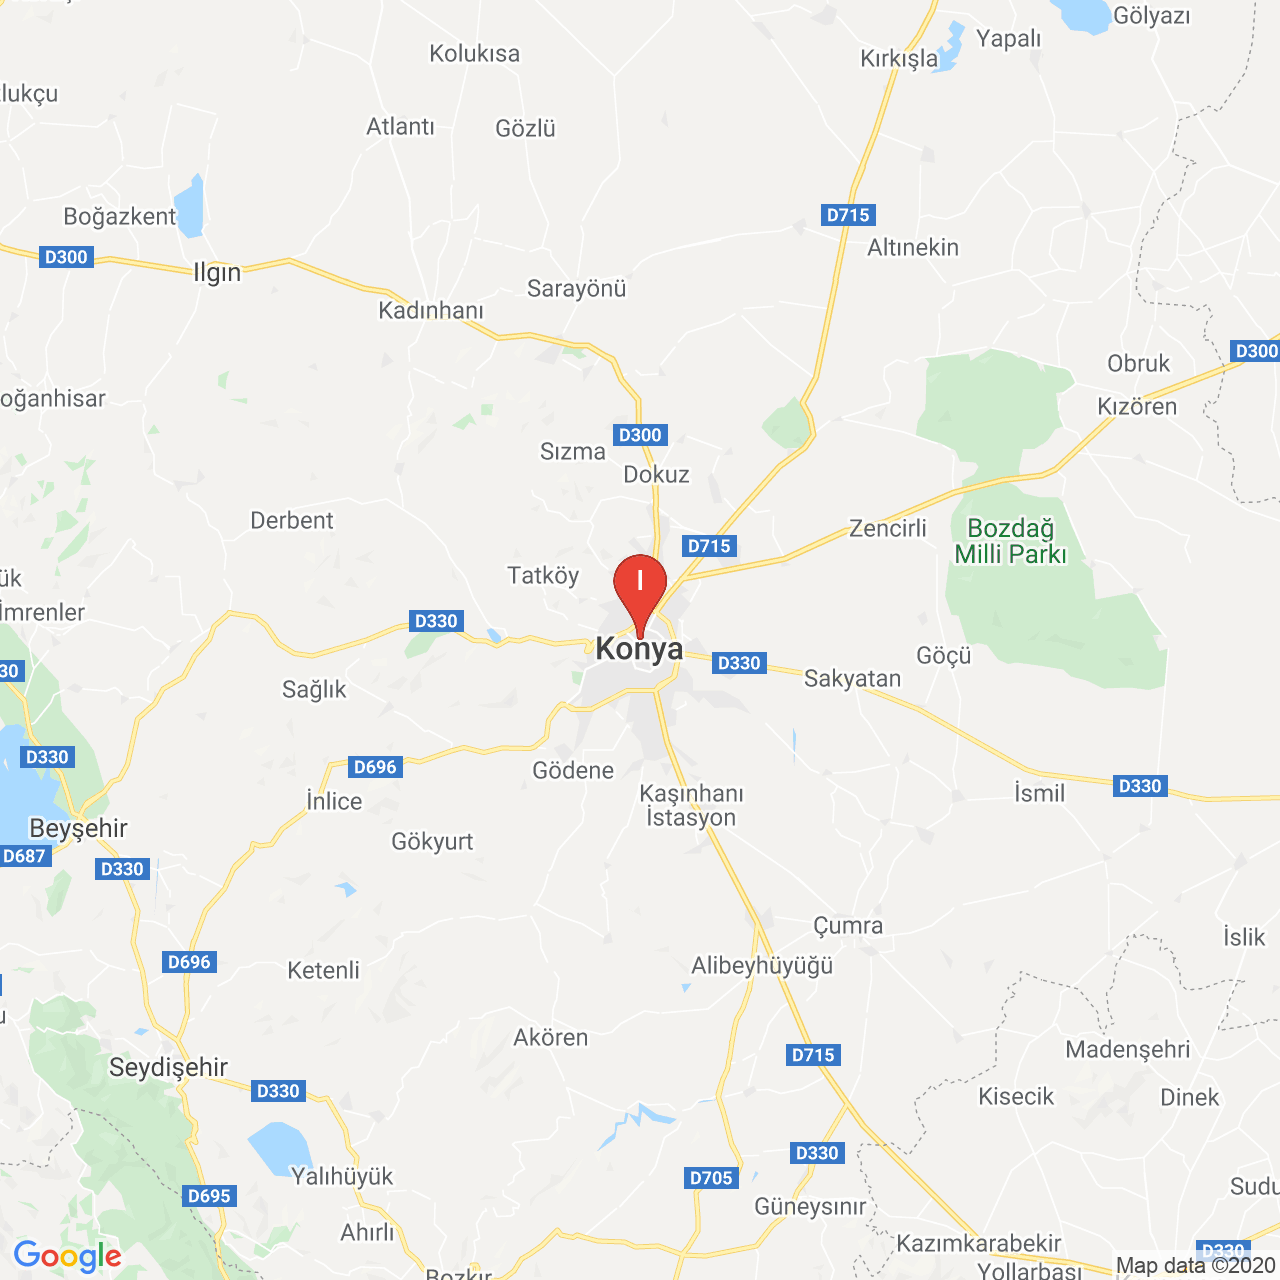 Gölyazı
Yapalı
Kolukısa
Kırkışla
lukçu
Atlantı
Gözlü
Boğazkent
D715
Altınekin
D300
Ilgın
Sarayönü
Kadınhanı
D300
Obruk
oğanhisar
Kızören
D300
Sızma
Dokuz
Derbent
Zencirli
Bozdağ
Milli Parkı
D715
Tatköy
ük
I
İmrenler
D330
Konya
Göçü
D330
30
Sakyatan
Sağlık
D330
D696
Gödene
D330
İnlice
Kaşınhanı
İstasyon
İsmil
Beyşehir
Gökyurt
D687
D330
Çumra
İslik
D696
Ketenli
Alibeyhüyüğü
u
Akören
Madenşehri
D715
Seydişehir
D330
Kisecik
Dinek
D330
Yalıhüyük
D705
Sudu
D695
Güneysınır
Ahırlı
Kazımkarabekir
D330
Google
Bozkır
Yollarbası
Map data ©2020